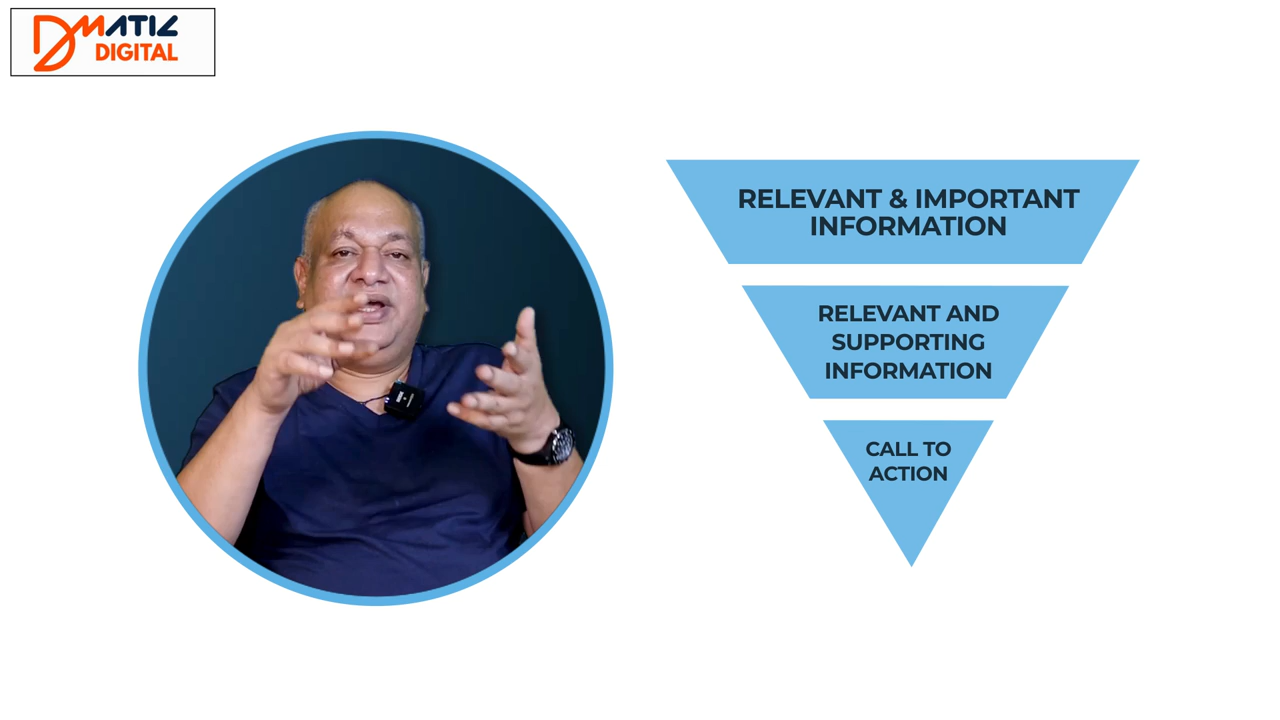 DMATIC
DIGITAL
RELEVANT & IMPORTANT
INFORMATION
RELEVANT AND
SUPPORTING
INFORMATION
CALL TO
ACTION